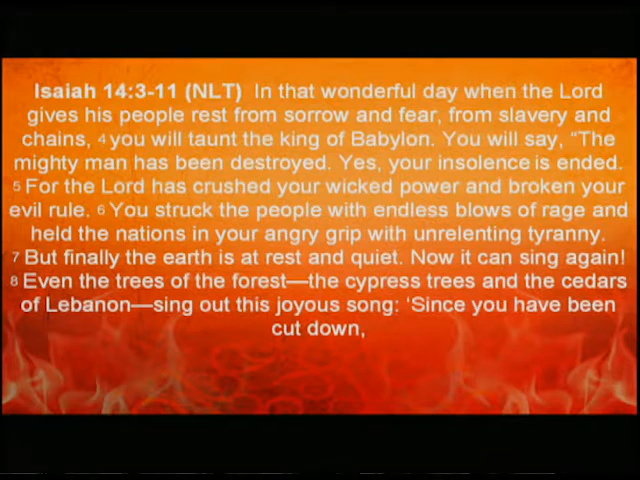 Isaiah 14:3-11 (NLT)  In that wonderful day when the Lord
gives his people rest from sorrow and fear, from slavery and
chains, 4 you will taunt the king of Babylon. You will say, “The
mighty man has been destroyed. Yes, your insolence is ended.
5 For the Lord has crushed your wicked power and broken your
evil rule. 6 You struck the people with endless blows of rage and
held the nations in your angry grip with unrelenting tyranny.
7 But finally the earth is at rest and quiet. Now it can sing again!
8 Even the trees of the forest—the cypress trees and the cedars
of Lebanon—sing out this joyous song: ‘Since you have been
cut down,